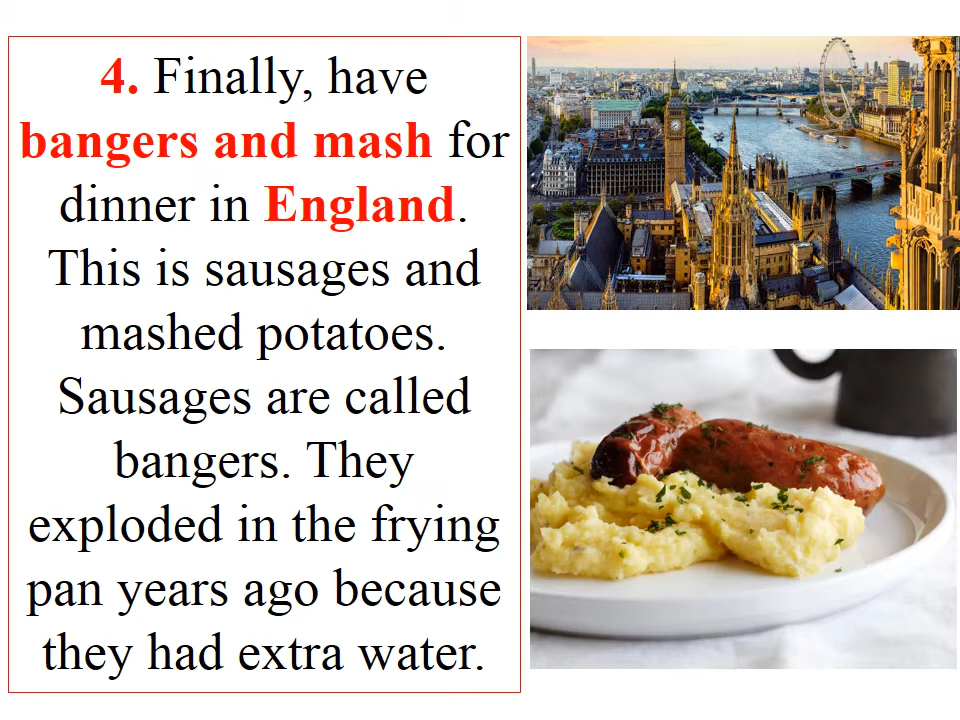 4. Finally, have
bangers and mash for
dinner in England.
This is sausages and
mashed potatoes.
Sausages are called
bangers. They
exploded in the frying
pan years ago because
they had extra water.